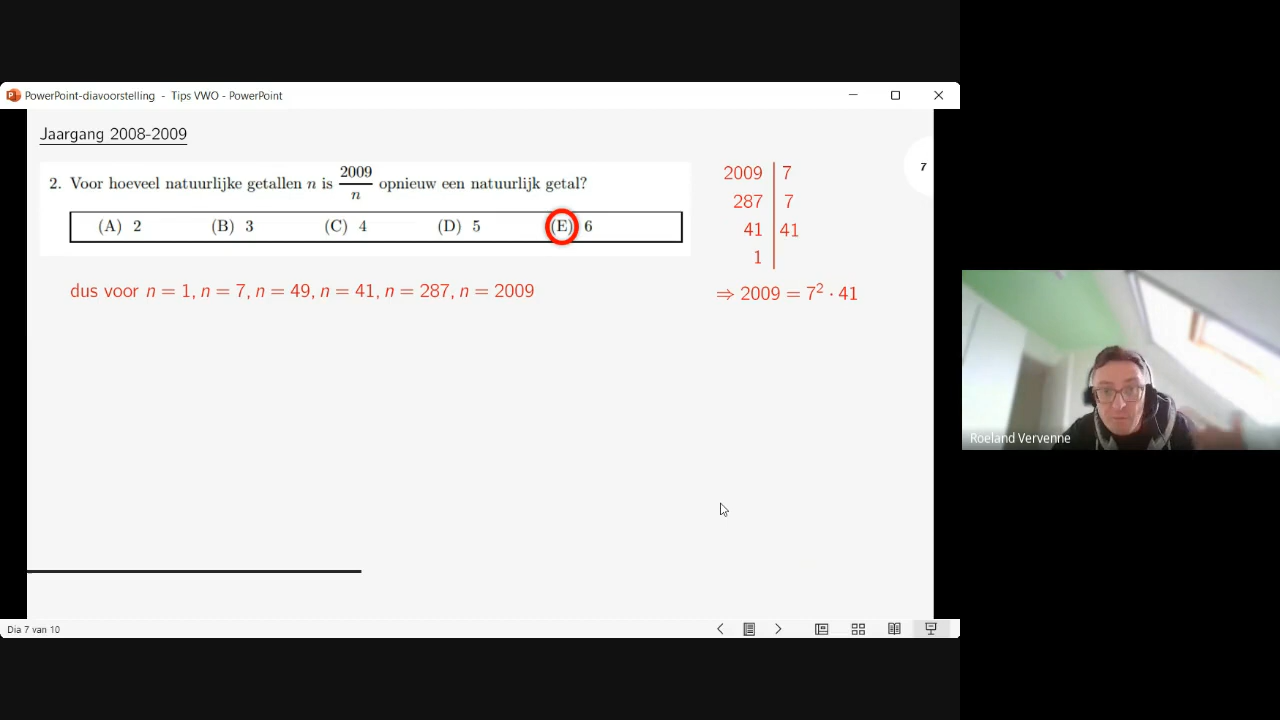 PowerPoint-diavoorstelling - Tips VWO - PowerPoint
Jaargang 2008-2009
7
2. Voor hoeveel natuurlijke getallen n is 2009/n opnieuw een natuurlijk getal?
(A) 2 (B) 3 (C) 4 (D) 5 (E) 6
2009 | 7
287 | 7
41 | 41
1 |
dus voor n = 1, n = 7, n = 49, n = 41, n = 287, n = 2009
⇒ 2009 = 7² · 41
Roeland Vervenne
Dia 7 van 10